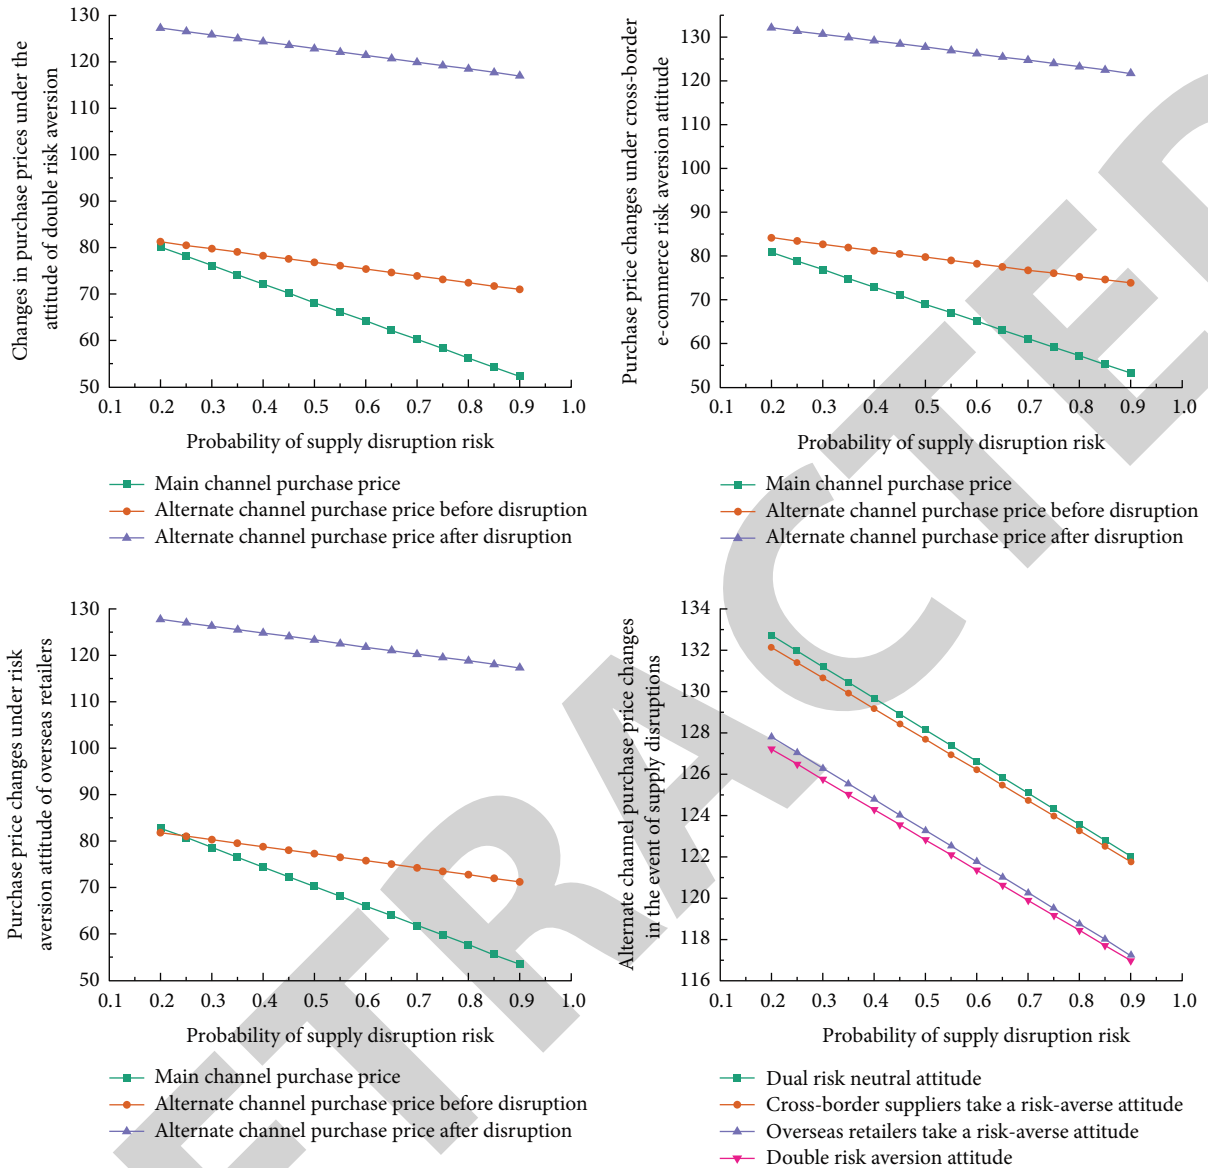 Changes in purchase prices under the
attitude of double risk aversion
130
120
110
100
90
80
70
60
50
0.1 0.2 0.3 0.4 0.5 0.6 0.7 0.8 0.9 1.0
Probability of supply disruption risk
Main channel purchase price
Alternate channel purchase price before disruption
Alternate channel purchase price after disruption
Purchase price changes under cross-border
e-commerce risk aversion attitude
130
120
110
100
90
80
70
60
50
0.1 0.2 0.3 0.4 0.5 0.6 0.7 0.8 0.9 1.0
Probability of supply disruption risk
Main channel purchase price
Alternate channel purchase price before disruption
Alternate channel purchase price after disruption
Purchase price changes under risk
aversion attitude of overseas retailers
130
120
110
100
90
80
70
60
50
0.1 0.2 0.3 0.4 0.5 0.6 0.7 0.8 0.9 1.0
Probability of supply disruption risk
Main channel purchase price
Alternate channel purchase price before disruption
Alternate channel purchase price after disruption
Alternate channel purchase price changes
in the event of supply disruptions
134
132
130
128
126
124
122
120
118
116
0.1 0.2 0.3 0.4 0.5 0.6 0.7 0.8 0.9 1.0
Probability of supply disruption risk
Dual risk neutral attitude
Cross-border suppliers take a risk-averse attitude
Overseas retailers take a risk-averse attitude
Double risk aversion attitude
ETRACTED